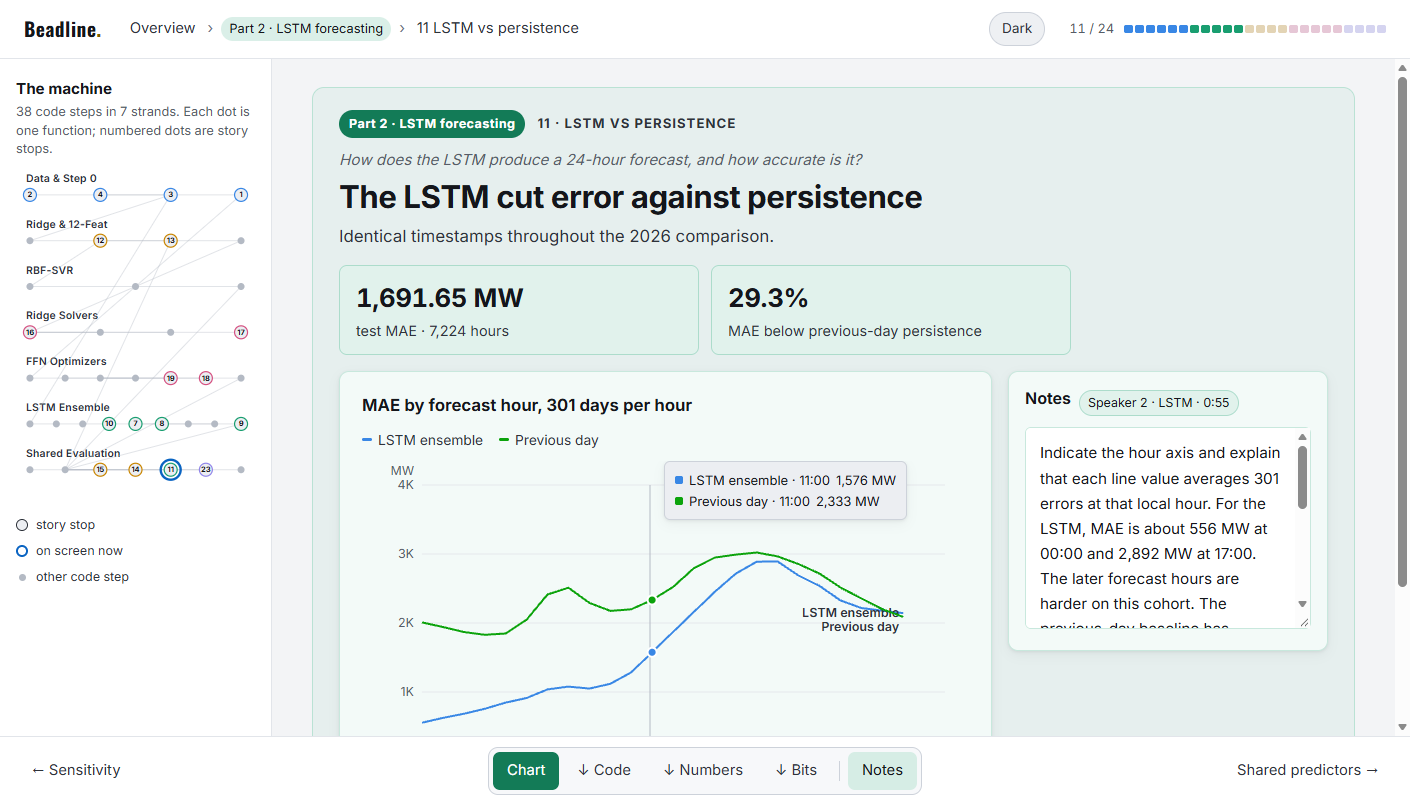 Beadline.
Overview › Part 2 · LSTM forecasting › 11 LSTM vs persistence
Dark
11 / 24
The machine
38 code steps in 7 strands. Each dot is
one function; numbered dots are story
stops.
Data & Step 0
2 4 3 1
Ridge & 12-Feat
12 13
RBF-SVR
Ridge Solvers
16 17
FFN Optimizers
19 18
LSTM Ensemble
10 7 8 9
Shared Evaluation
15 14 11 23
story stop
on screen now
other code step
Part 2 · LSTM forecasting
11 · LSTM VS PERSISTENCE
How does the LSTM produce a 24-hour forecast, and how accurate is it?
The LSTM cut error against persistence
Identical timestamps throughout the 2026 comparison.
1,691.65 MW
test MAE · 7,224 hours
29.3%
MAE below previous-day persistence
MAE by forecast hour, 301 days per hour
LSTM ensemble
Previous day
MW
4K
3K
2K
1K
LSTM ensemble · 11:00 1,576 MW
Previous day · 11:00 2,333 MW
LSTM ensemble
Previous day
Notes
Speaker 2 · LSTM · 0:55
Indicate the hour axis and explain
that each line value averages 301
errors at that local hour. For the
LSTM, MAE is about 556 MW at
00:00 and 2,892 MW at 17:00.
The later forecast hours are
harder on this cohort. The
previous-day baseline has
← Sensitivity
Chart
↓ Code
↓ Numbers
↓ Bits
Notes
Shared predictors →